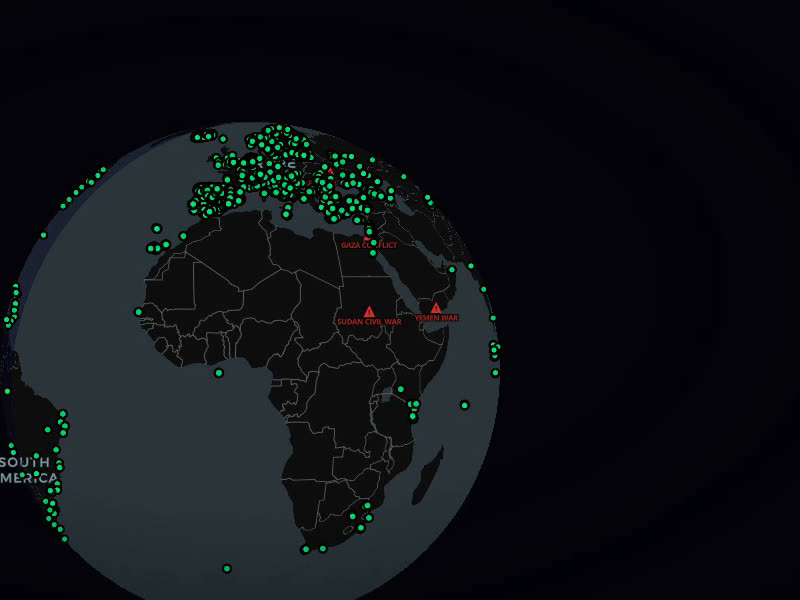 GAZA CONFLICT
SUDAN CIVIL WAR
YEMEN WAR
SOUTH
MERICA